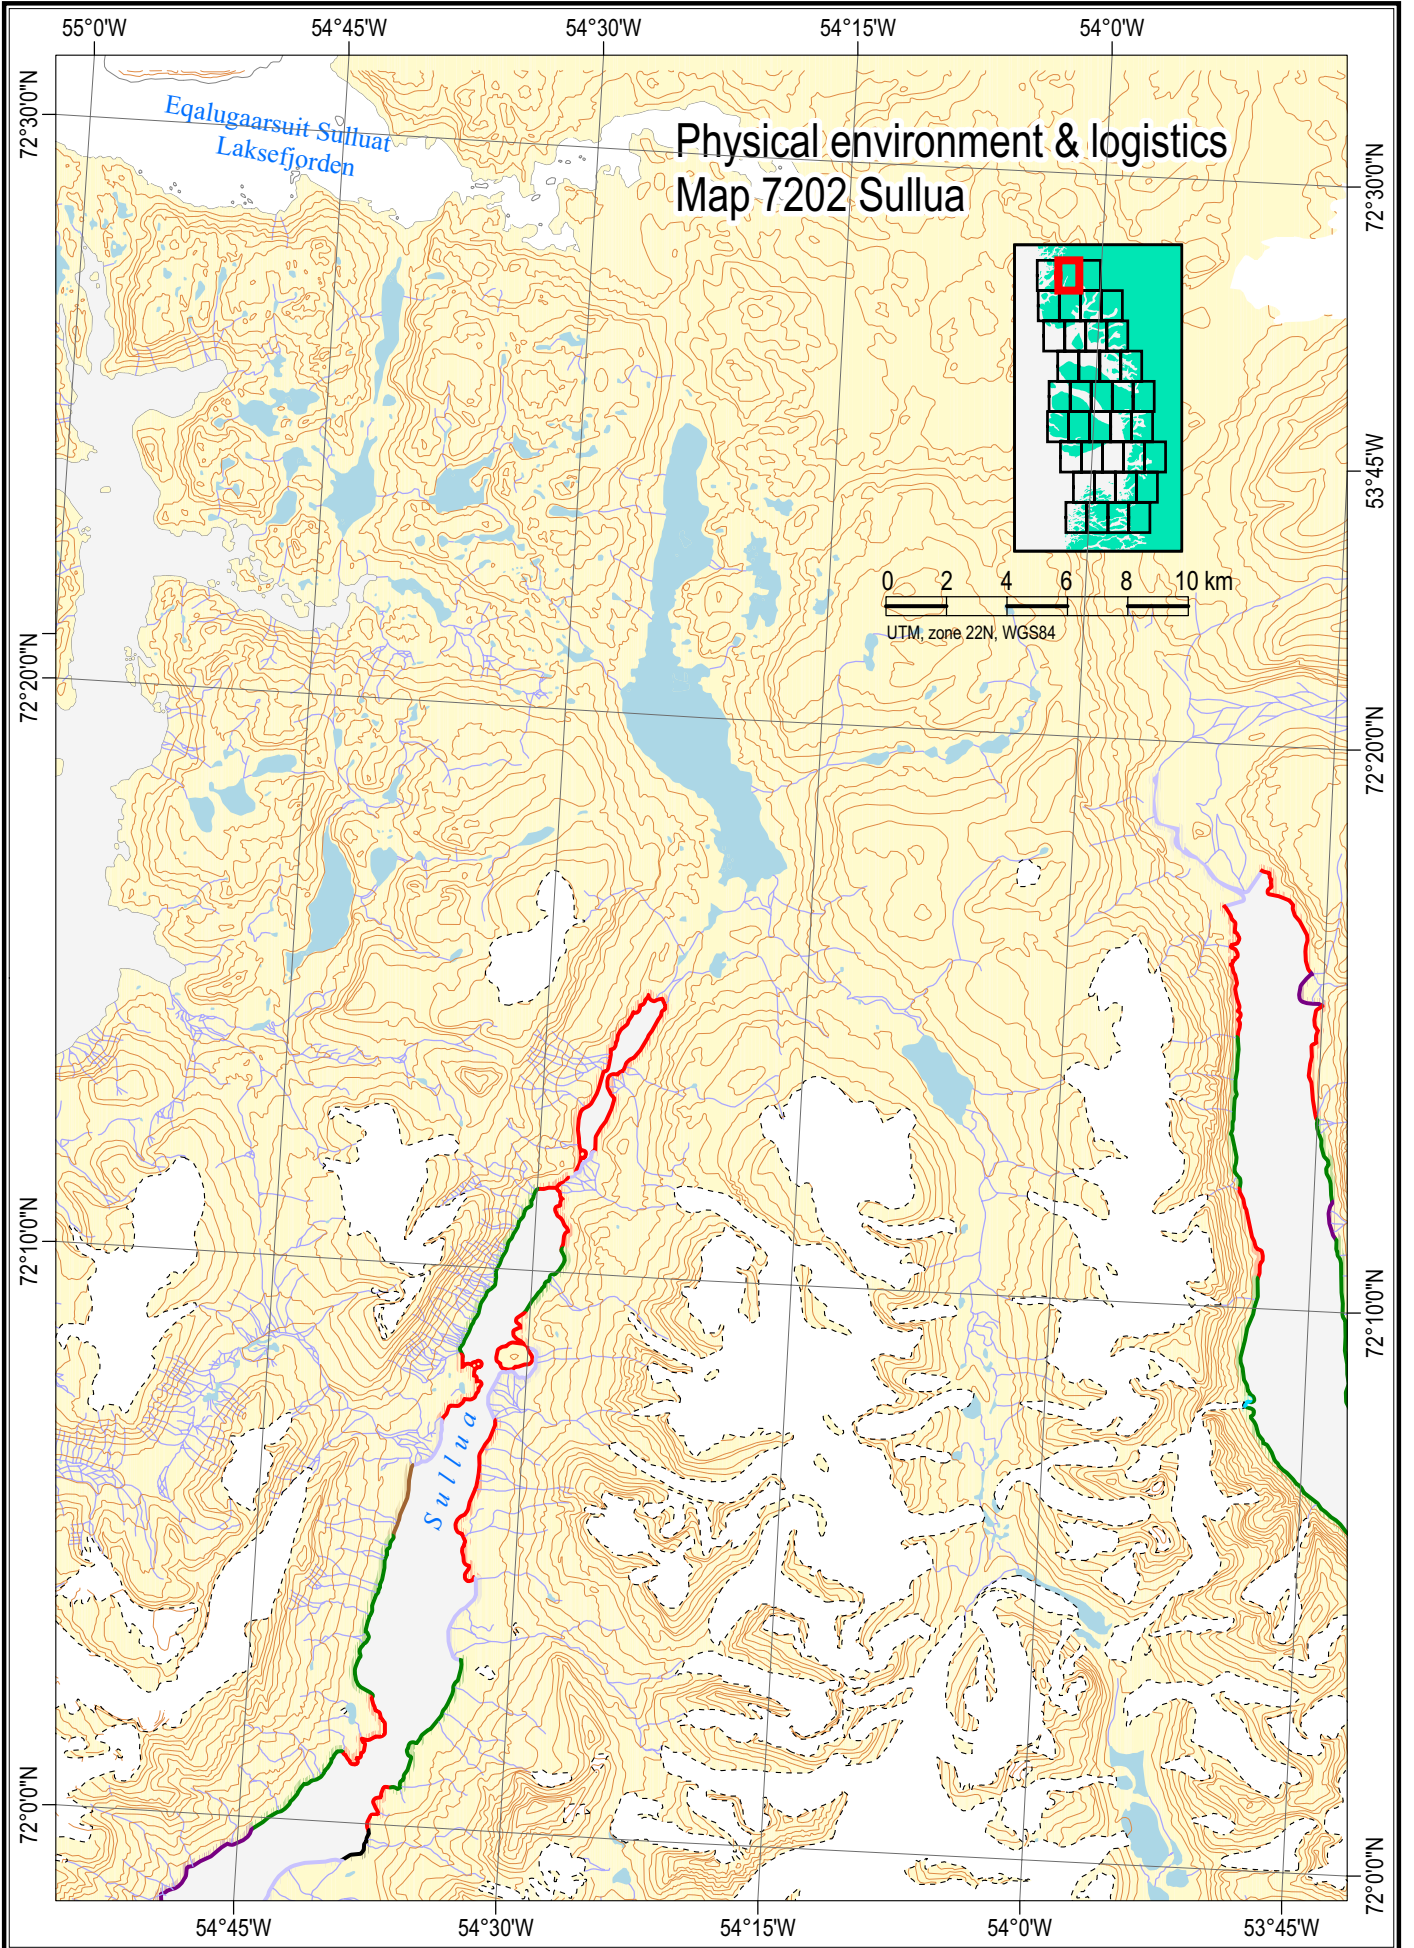 55°0'W
54°45'W
54°30'W
54°15'W
54°0'W
72°30'0"N
Eqalugaarsuit Sulluat
Laksefjorden
Physical environment & logistics
Map 7202 Sullua
72°30'0"N
53°45'W
0 2 4 6 8 10 km
UTM, zone 22N, WGS84
72°20'0"N
72°20'0"N
72°10'0"N
72°10'0"N
Sullua
72°0'0"N
72°0'0"N
54°45'W
54°30'W
54°15'W
54°0'W
53°45'W